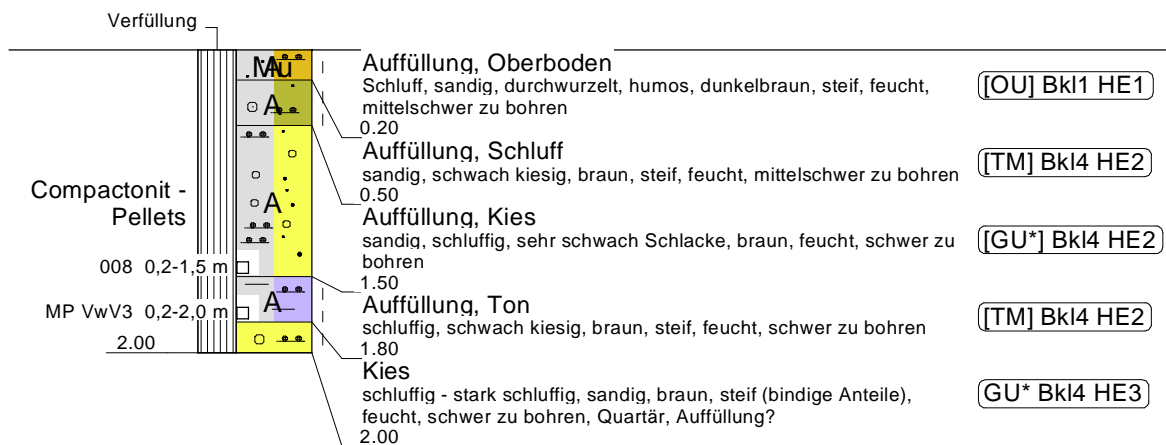 Verfüllung
Mu
A
A
A
A
Compactonit -
Pellets
008 0,2-1,5 m
MP VwV3 0,2-2,0 m
2.00
Auffüllung, Oberboden
Schluff, sandig, durchwurzelt, humos, dunkelbraun, steif, feucht,
mittelschwer zu bohren
0.20
[OU] Bkl1 HE1
Auffüllung, Schluff
sandig, schwach kiesig, braun, steif, feucht, mittelschwer zu bohren
0.50
[TM] Bkl4 HE2
Auffüllung, Kies
sandig, schluffig, sehr schwach Schlacke, braun, feucht, schwer zu
bohren
1.50
[GU*] Bkl4 HE2
Auffüllung, Ton
schluffig, schwach kiesig, braun, steif, feucht, schwer zu bohren
1.80
[TM] Bkl4 HE2
Kies
schluffig - stark schluffig, sandig, braun, steif (bindige Anteile),
feucht, schwer zu bohren, Quartär, Auffüllung?
2.00
GU* Bkl4 HE3